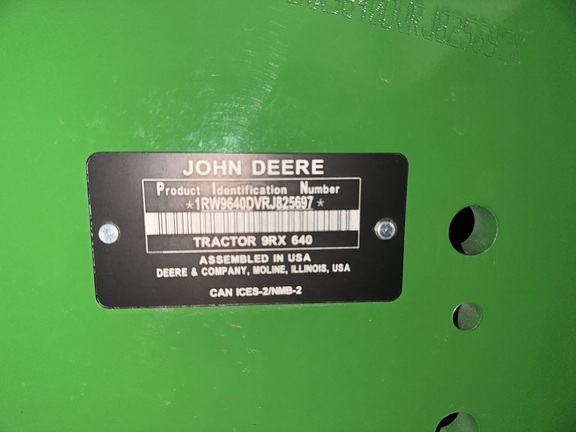 JOHN DEERE
Product Identification Number
*1RW9640DVRJ825697*
TRACTOR 9RX 640
ASSEMBLED IN USA
DEERE & COMPANY, MOLINE, ILLINOIS, USA
CAN ICES-2/NMB-2